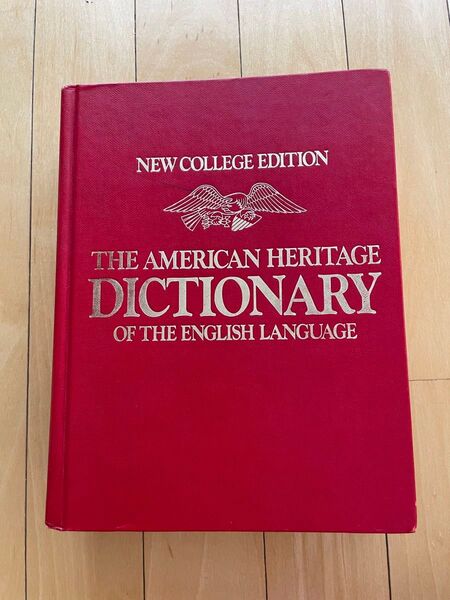 NEW COLLEGE EDITION
THE AMERICAN HERITAGE
DICTIONARY
OF THE ENGLISH LANGUAGE